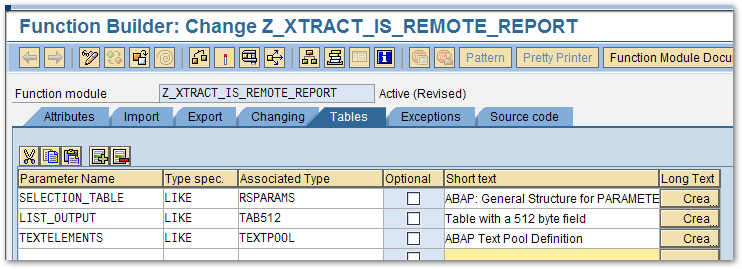 Function Builder: Change Z_XTRACT_IS_REMOTE_REPORT
Pattern Pretty Printer Function Module Docu
Function module Z_XTRACT_IS_REMOTE_REPORT Active (Revised)
Attributes Import Export Changing Tables Exceptions Source code
Parameter Name Type spec. Associated Type Optional Short text Long Text
SELECTION_TABLE LIKE RSPARAMS ABAP: General Structure for PARAMETE Crea...
LIST_OUTPUT LIKE TAB512 Table with a 512 byte field Crea...
TEXTELEMENTS LIKE TEXTPOOL ABAP Text Pool Definition Crea...